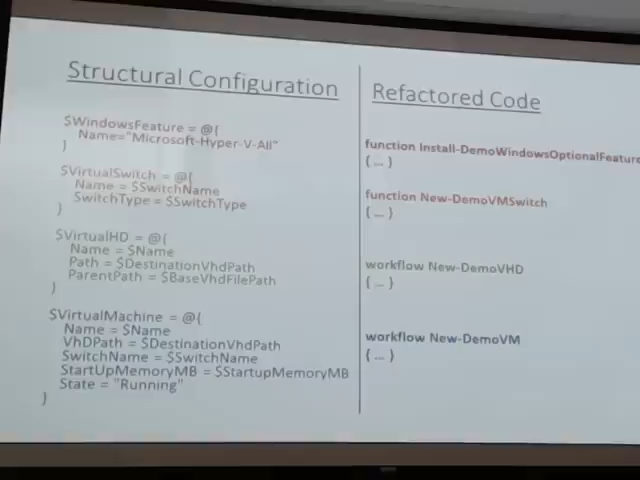 Structural Configuration
$WindowsFeature = @{
Name="Microsoft-Hyper-V-All"
}
$VirtualSwitch = @{
Name = $SwitchName
SwitchType = $SwitchType
}
$VirtualHD = @{
Name = $Name
Path = $DestinationVhdPath
ParentPath = $BaseVhdFilePath
}
$VirtualMachine = @{
Name = $Name
VhDPath = $DestinationVhdPath
SwitchName = $SwitchName
StartUpMemoryMB = $StartupMemoryMB
State = "Running"
}
Refactored Code
function Install-DemoWindowsOptionalFeature
{ ... }
function New-DemoVMSwitch
{ ... }
workflow New-DemoVHD
{ ... }
workflow New-DemoVM
{ ... }